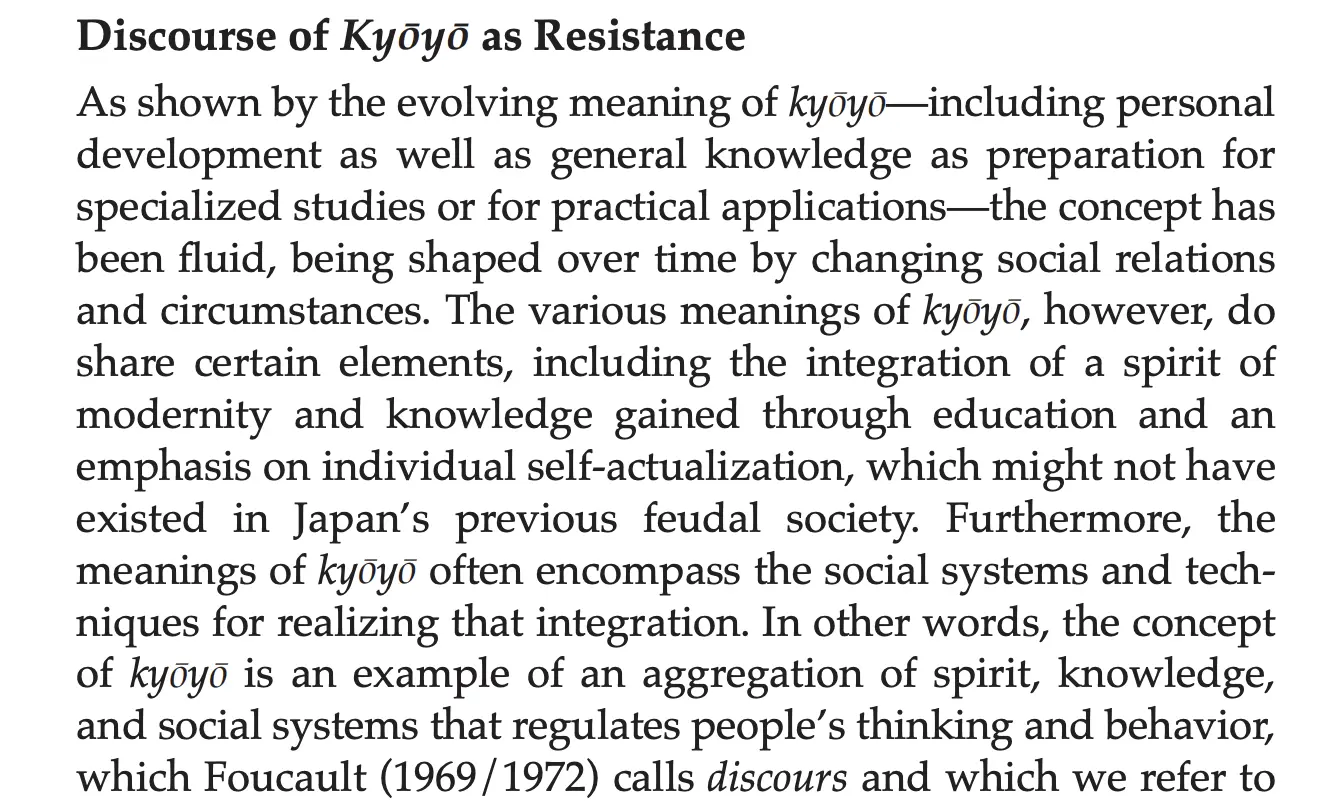 Discourse of Kyōyō as Resistance
As shown by the evolving meaning of kyōyō—including personal
development as well as general knowledge as preparation for
specialized studies or for practical applications—the concept has
been fluid, being shaped over time by changing social relations
and circumstances. The various meanings of kyōyō, however, do
share certain elements, including the integration of a spirit of
modernity and knowledge gained through education and an
emphasis on individual self-actualization, which might not have
existed in Japan’s previous feudal society. Furthermore, the
meanings of kyōyō often encompass the social systems and tech-
niques for realizing that integration. In other words, the concept
of kyōyō is an example of an aggregation of spirit, knowledge,
and social systems that regulates people’s thinking and behavior,
which Foucault (1969/1972) calls discours and which we refer to